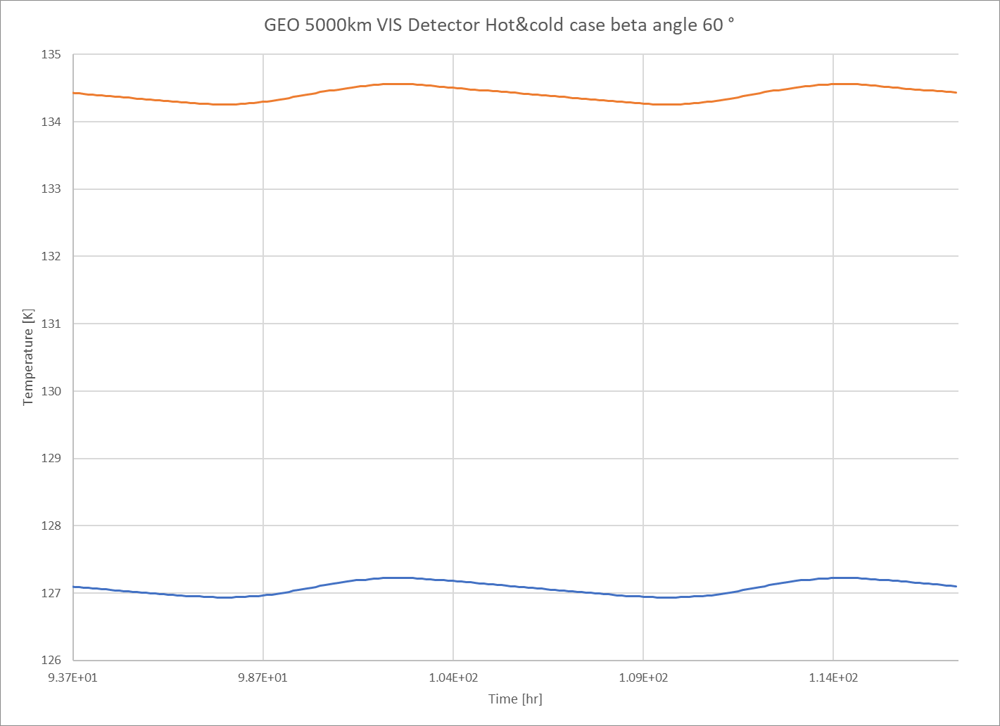 GEO 5000km VIS Detector Hot&cold case beta angle 60 °
135
134
133
132
131
130
129
128
127
126
Temperature [K]
9.37E+01 9.87E+01 1.04E+02 1.09E+02 1.14E+02
Time [hr]